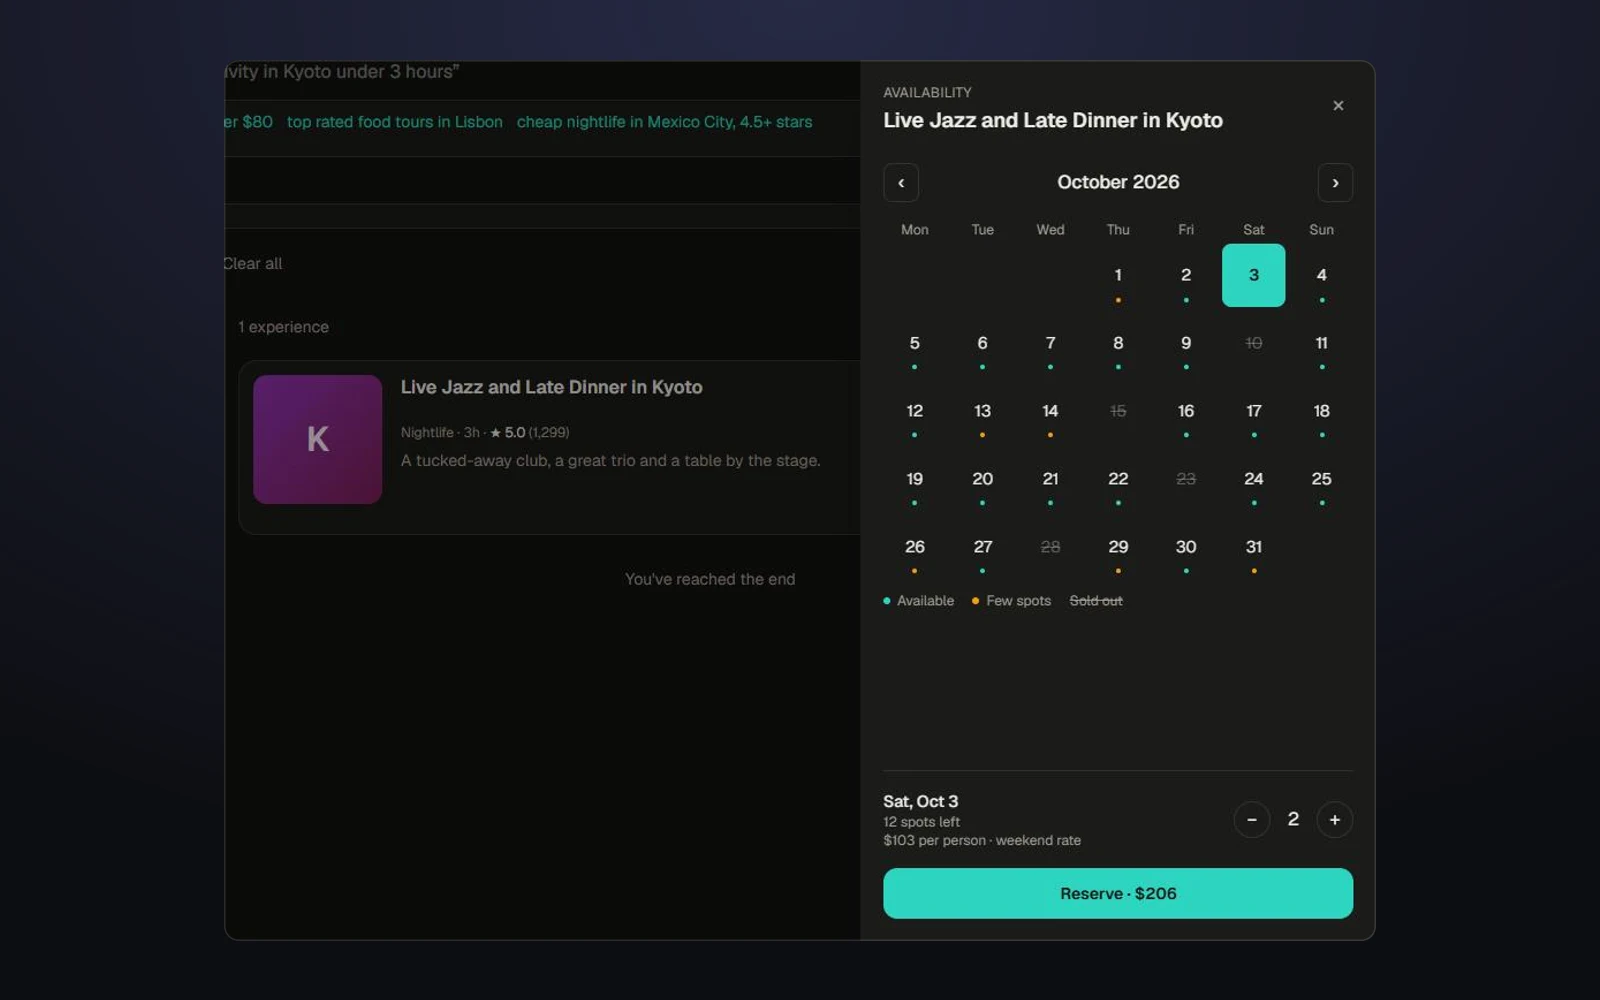 ivity in Kyoto under 3 hours”
er $80 top rated food tours in Lisbon cheap nightlife in Mexico City, 4.5+ stars
Clear all
1 experience
K
Live Jazz and Late Dinner in Kyoto
Nightlife · 3h · ★ 5.0 (1,299)
A tucked-away club, a great trio and a table by the stage.
You've reached the end
AVAILABILITY
Live Jazz and Late Dinner in Kyoto
×
‹ October 2026 ›
Mon Tue Wed Thu Fri Sat Sun
1 2 3 4
5 6 7 8 9 10 11
12 13 14 15 16 17 18
19 20 21 22 23 24 25
26 27 28 29 30 31
Available Few spots Sold out
Sat, Oct 3
12 spots left
$103 per person · weekend rate
− 2 +
Reserve · $206